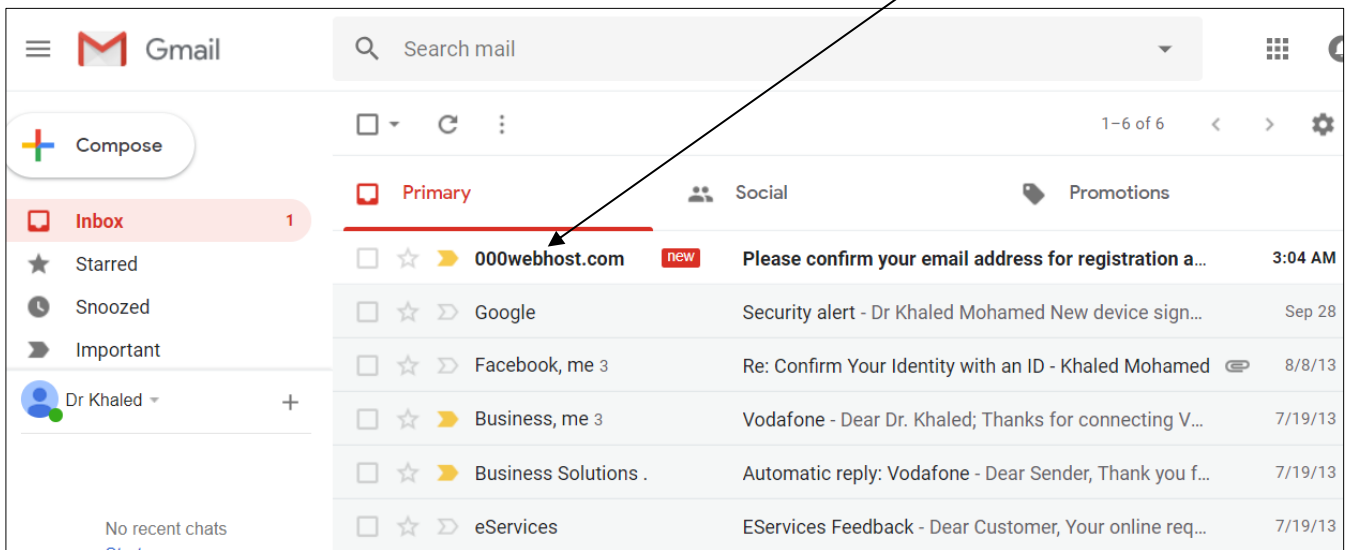 Gmail
Search mail
Compose
1–6 of 6
Primary
Social
Promotions
Inbox 1
Starred
Snoozed
Important
Dr Khaled
No recent chats
000webhost.com new Please confirm your email address for registration a... 3:04 AM
Google Security alert - Dr Khaled Mohamed New device sign... Sep 28
Facebook, me 3 Re: Confirm Your Identity with an ID - Khaled Mohamed 8/8/13
Business, me 3 Vodafone - Dear Dr. Khaled; Thanks for connecting V... 7/19/13
Business Solutions . Automatic reply: Vodafone - Dear Sender, Thank you f... 7/19/13
eServices EServices Feedback - Dear Customer, Your online req... 7/19/13